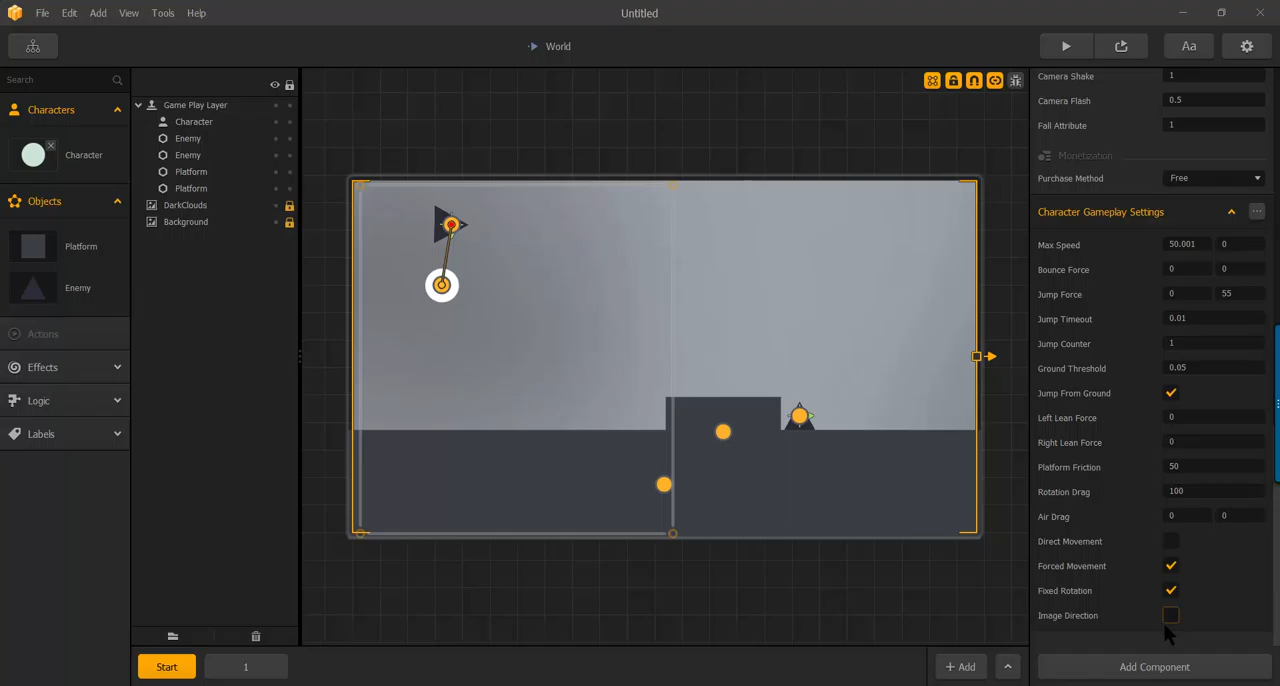 File Edit Add View Tools Help
Untitled
World
Aa
Search
Characters
Character
Objects
Platform
Enemy
Actions
Effects
Logic
Labels
Game Play Layer
Character
Enemy
Enemy
Platform
Platform
DarkClouds
Background
Start
1
+ Add
Camera Shake 1
Camera Flash 0.5
Fall Attribute 1
Monetization
Purchase Method Free
Character Gameplay Settings
Max Speed 50.001 0
Bounce Force 0 0
Jump Force 0 55
Jump Timeout 0.01
Jump Counter 1
Ground Threshold 0.05
Jump From Ground
Left Lean Force 0
Right Lean Force 0
Platform Friction 50
Rotation Drag 100
Air Drag 0 0
Direct Movement
Forced Movement
Fixed Rotation
Image Direction
Add Component